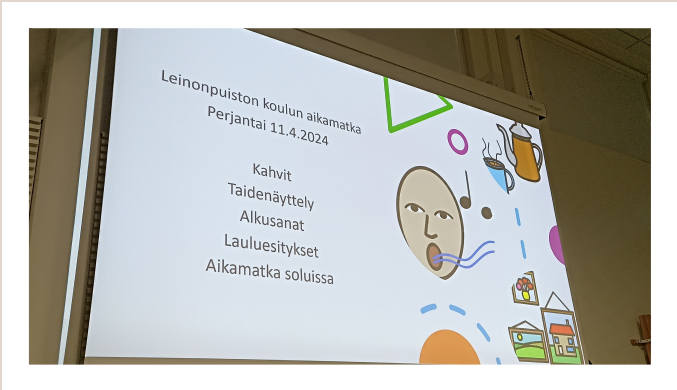 Leinonpuiston koulun aikamatka
Perjantai 11.4.2024
Kahvit
Taidenäyttely
Alkusanat
Lauluesitykset
Aikamatka soluissa